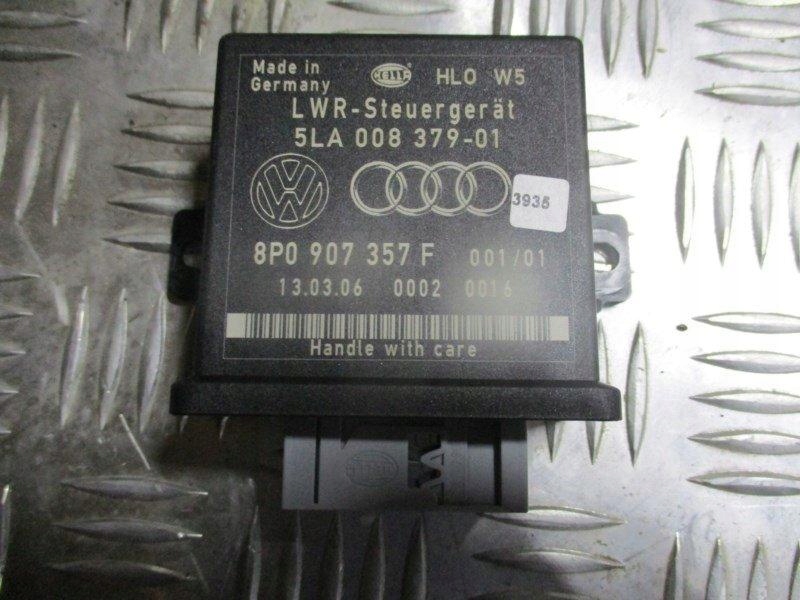 Made in
Germany
HELLA
HLO W5
LWR-Steuergerät
5LA 008 379-01
3935
8P0 907 357 F 001/01
13.03.06 0002 0016
Handle with care